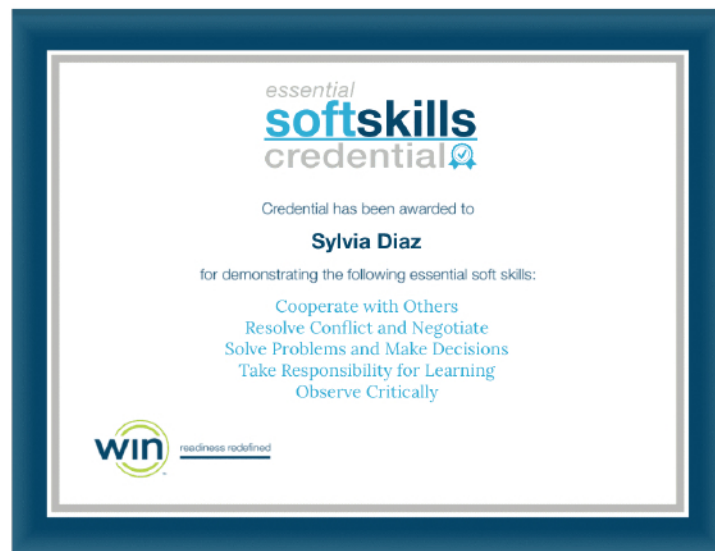 essential
softskills
credential
Credential has been awarded to
Sylvia Diaz
for demonstrating the following essential soft skills:
Cooperate with Others
Resolve Conflict and Negotiate
Solve Problems and Make Decisions
Take Responsibility for Learning
Observe Critically
win
readiness redefined